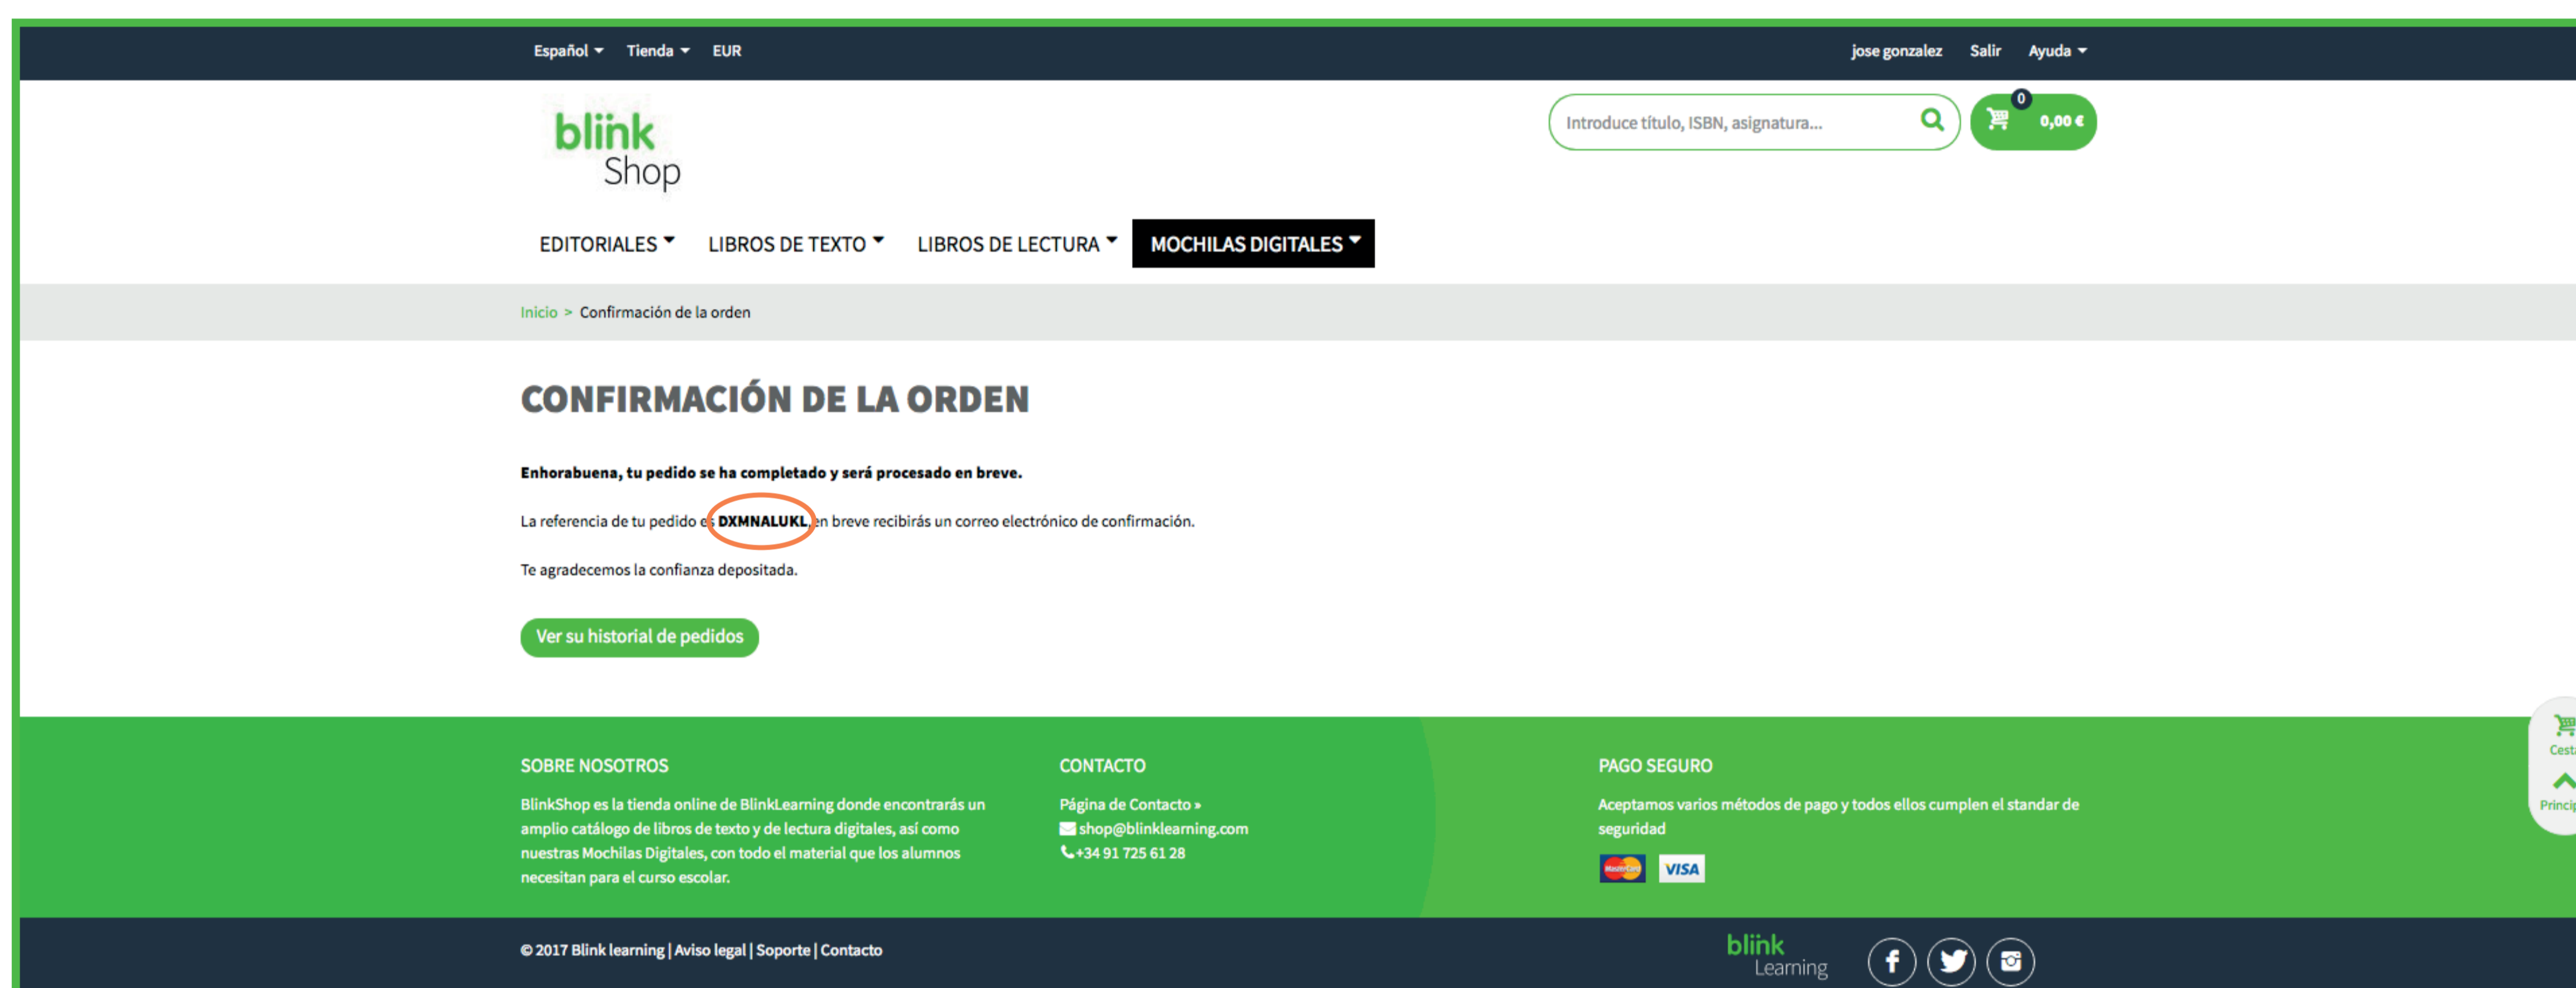 Español Tienda EUR jose gonzalez Salir Ayuda
blink
Shop
Introduce título, ISBN, asignatura...
0
0,00 €
EDITORIALES LIBROS DE TEXTO LIBROS DE LECTURA MOCHILAS DIGITALES
Inicio > Confirmación de la orden
CONFIRMACIÓN DE LA ORDEN
Enhorabuena, tu pedido se ha completado y será procesado en breve.
La referencia de tu pedido es DXMNALUKL, en breve recibirás un correo electrónico de confirmación.
Te agradecemos la confianza depositada.
Ver su historial de pedidos
SOBRE NOSOTROS
BlinkShop es la tienda online de BlinkLearning donde encontrarás un
amplio catálogo de libros de texto y de lectura digitales, así como
nuestras Mochilas Digitales, con todo el material que los alumnos
necesitan para el curso escolar.
CONTACTO
Página de Contacto »
shop@blinklearning.com
+34 91 725 61 28
PAGO SEGURO
Aceptamos varios métodos de pago y todos ellos cumplen el standar de
seguridad
MasterCard VISA
© 2017 Blink learning | Aviso legal | Soporte | Contacto
blink
Learning